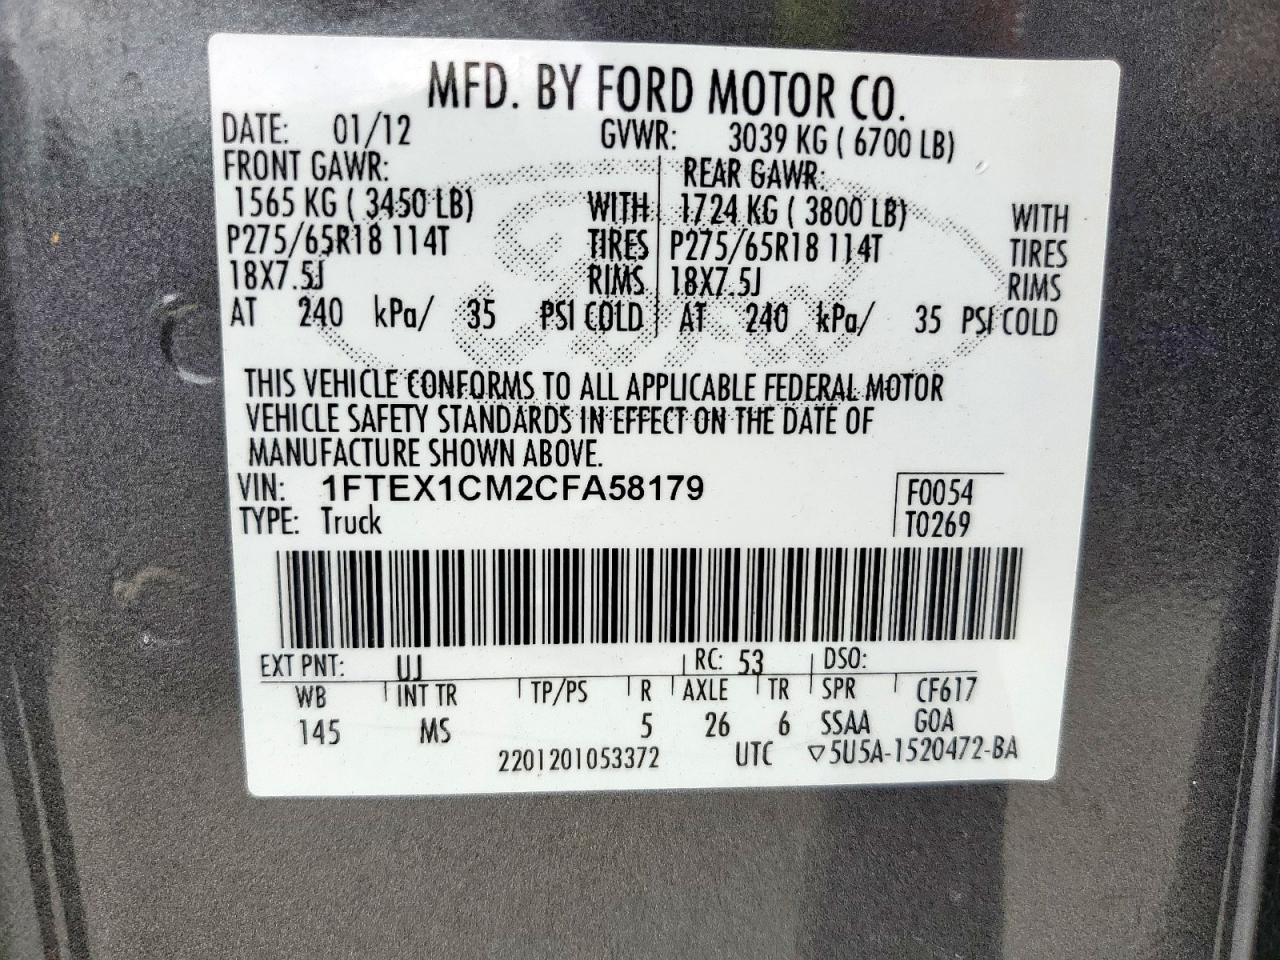 MFD. BY FORD MOTOR CO.
DATE: 01/12 GVWR: 3039 KG ( 6700 LB)
FRONT GAWR: REAR GAWR:
1565 KG ( 3450 LB) WITH 1724 KG ( 3800 LB) WITH
P275/65R18 114T TIRES P275/65R18 114T TIRES
18X7.5J RIMS 18X7.5J RIMS
AT 240 kPa/ 35 PSI COLD AT 240 kPa/ 35 PSI COLD
THIS VEHICLE CONFORMS TO ALL APPLICABLE FEDERAL MOTOR
VEHICLE SAFETY STANDARDS IN EFFECT ON THE DATE OF
MANUFACTURE SHOWN ABOVE.
VIN: 1FTEX1CM2CFA58179 F0054
TYPE: Truck T0269
EXT PNT: UJ RC: 53 DSO:
WB INT TR TP/PS R AXLE TR SPR CF617
145 MS 5 26 6 SSAA GOA
2201201053372 UTC ▽5U5A-1520472-BA
Ford